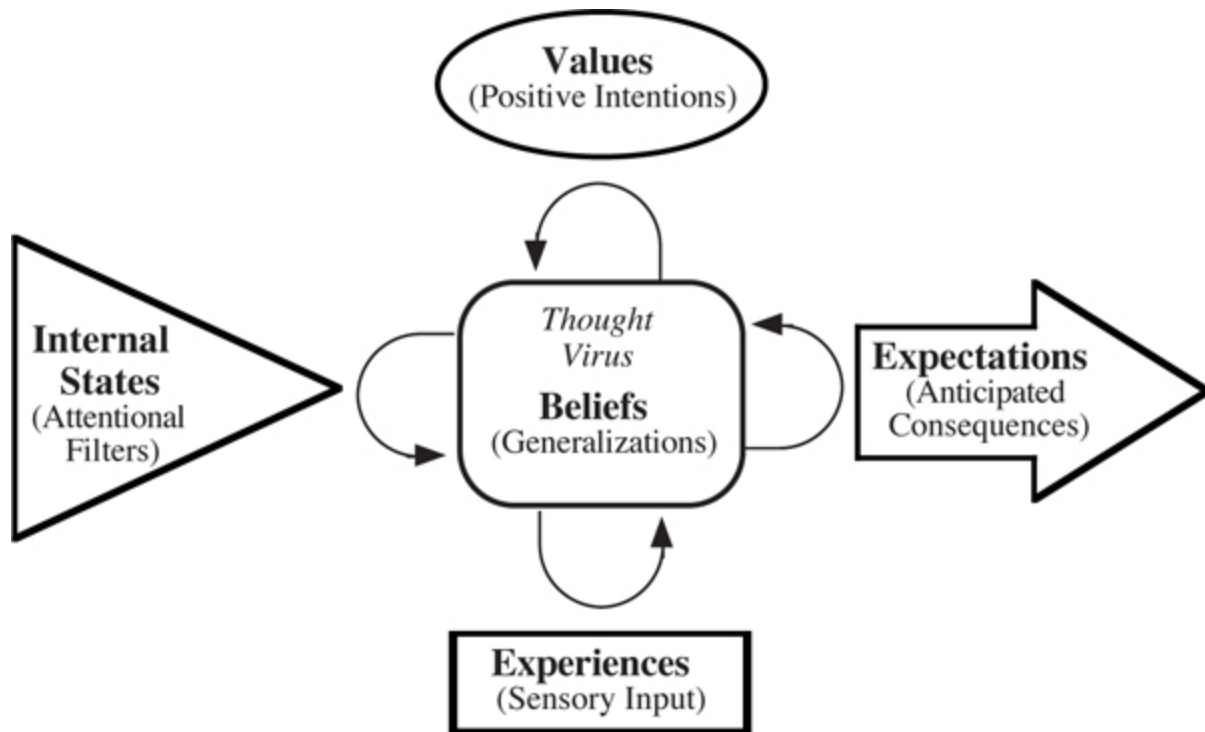 Values
(Positive Intentions)
Internal
States
(Attentional
Filters)
Thought
Virus
Beliefs
(Generalizations)
Expectations
(Anticipated
Consequences)
Experiences
(Sensory Input)